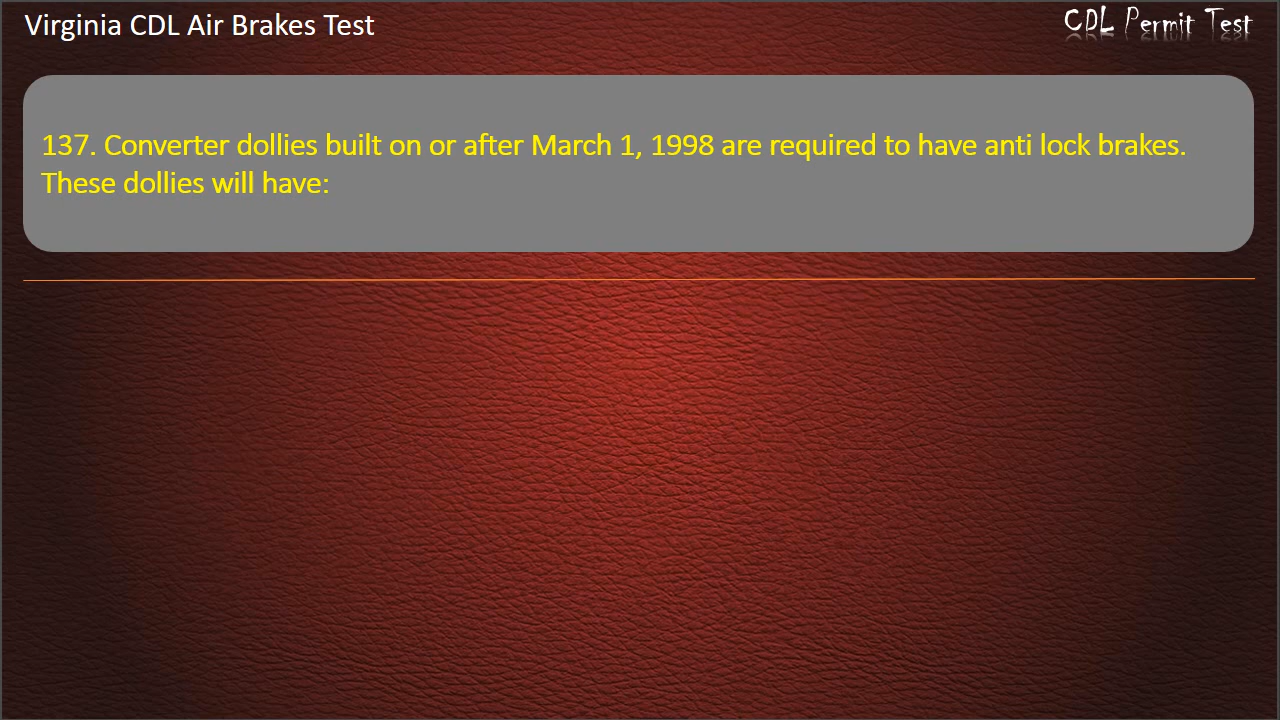 Virginia CDL Air Brakes Test
CDL Permit Test
137. Converter dollies built on or after March 1, 1998 are required to have anti lock brakes.
These dollies will have: